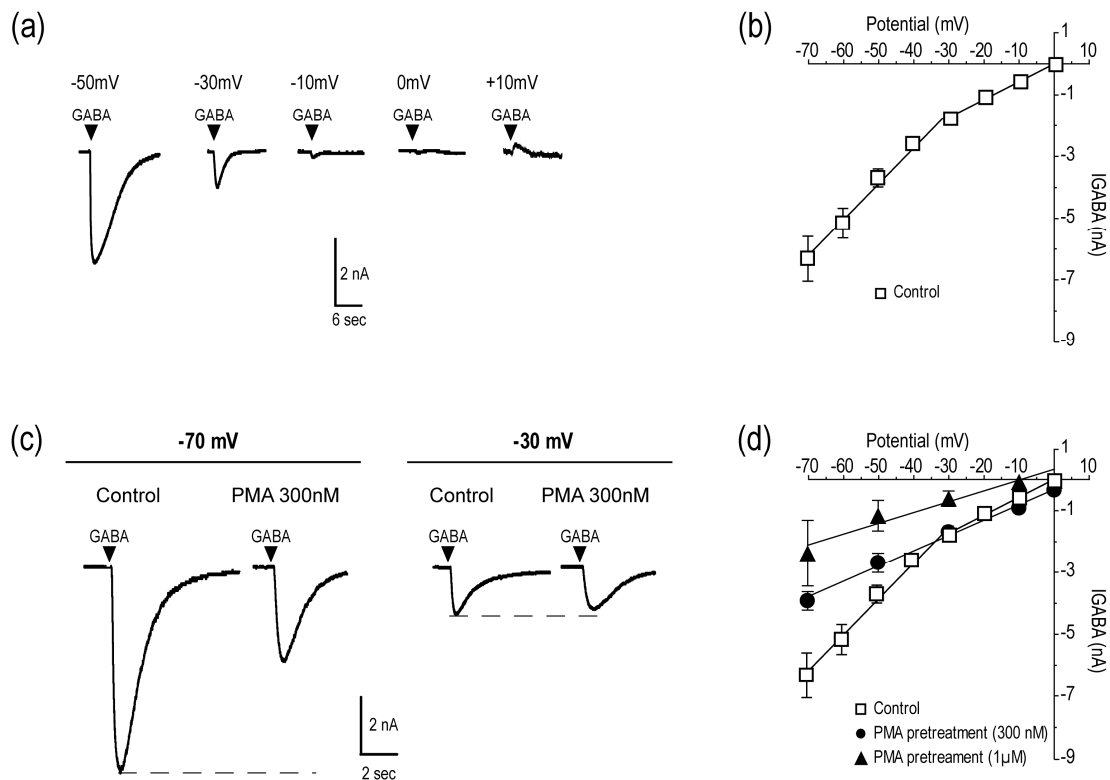 (a)
-50mV
-30mV
-10mV
0mV
+10mV
GABA
GABA
GABA
GABA
GABA
2 nA
6 sec
(b)
Potential (mV)
-70 -60 -50 -40 -30 -20 -10 10
1
-1
-3
-5
-7
-9
IGABA (nA)
Control
(c)
-70 mV
-30 mV
Control
PMA 300nM
Control
PMA 300nM
GABA
GABA
GABA
GABA
2 nA
2 sec
(d)
Potential (mV)
-70 -60 -50 -40 -30 -20 -10 10
1
-1
-3
-5
-7
-9
IGABA (nA)
Control
PMA pretreatment (300 nM)
PMA pretreament (1µM)